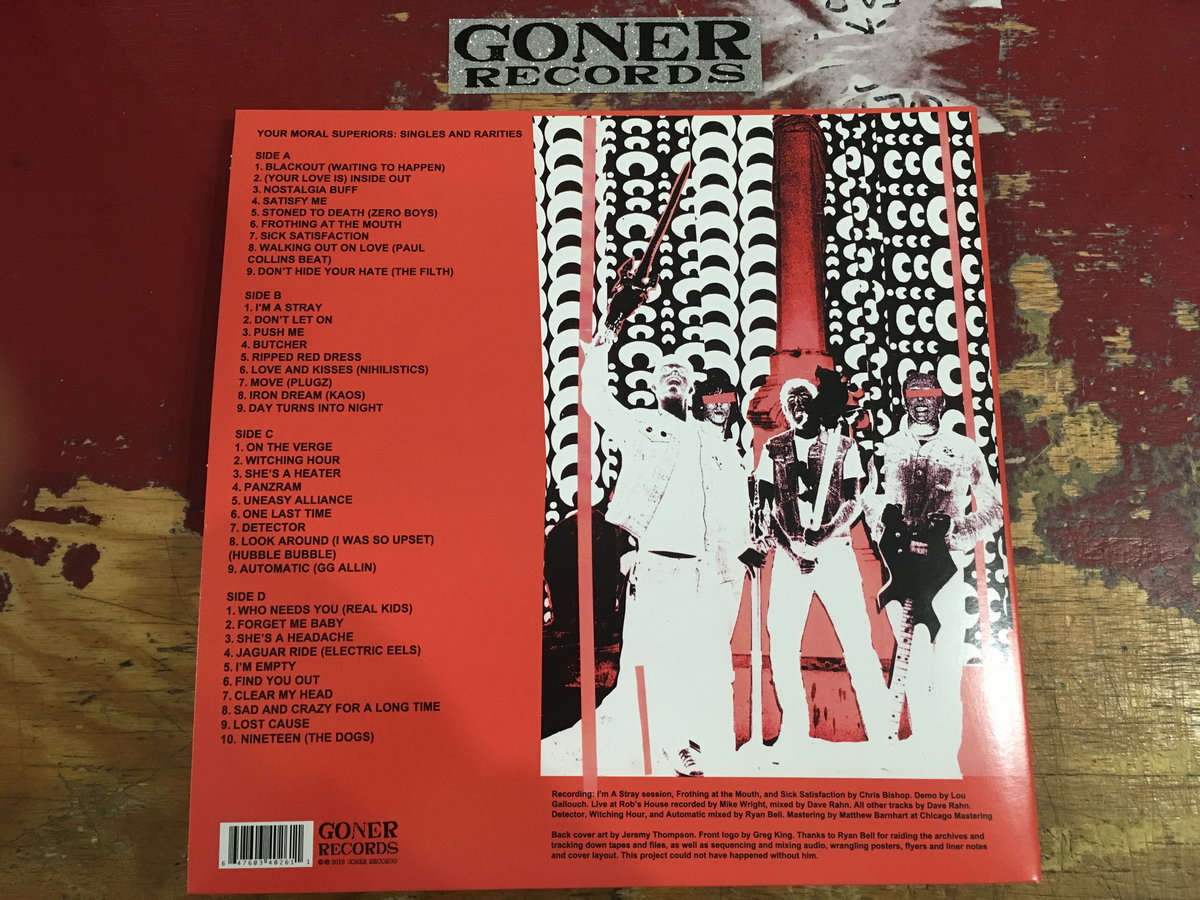 GONER
RECORDS
YOUR MORAL SUPERIORS: SINGLES AND RARITIES
SIDE A
1. BLACKOUT (WAITING TO HAPPEN)
2. (YOUR LOVE IS) INSIDE OUT
3. NOSTALGIA BUFF
4. SATISFY ME
5. STONED TO DEATH (ZERO BOYS)
6. FROTHING AT THE MOUTH
7. SICK SATISFACTION
8. WALKING OUT ON LOVE (PAUL
COLLINS BEAT)
9. DON'T HIDE YOUR HATE (THE FILTH)
SIDE B
1. I'M A STRAY
2. DON'T LET ON
3. PUSH ME
4. BUTCHER
5. RIPPED RED DRESS
6. LOVE AND KISSES (NIHILISTICS)
7. MOVE (PLUGZ)
8. IRON DREAM (KAOS)
9. DAY TURNS INTO NIGHT
SIDE C
1. ON THE VERGE
2. WITCHING HOUR
3. SHE'S A HEATER
4. PANZRAM
5. UNEASY ALLIANCE
6. ONE LAST TIME
7. DETECTOR
8. LOOK AROUND (I WAS SO UPSET)
(HUBBLE BUBBLE)
9. AUTOMATIC (GG ALLIN)
SIDE D
1. WHO NEEDS YOU (REAL KIDS)
2. FORGET ME BABY
3. SHE'S A HEADACHE
4. JAGUAR RIDE (ELECTRIC EELS)
5. I'M EMPTY
6. FIND YOU OUT
7. CLEAR MY HEAD
8. SAD AND CRAZY FOR A LONG TIME
9. LOST CAUSE
10. NINETEEN (THE DOGS)
Recording: I'm A Stray session, Frothing at the Mouth, and Sick Satisfaction by Chris Bishop. Demo by Lou
Gallouch. Live at Rob's House recorded by Mike Wright, mixed by Dave Rahn. All other tracks by Dave Rahn.
Detector, Witching Hour, and Automatic mixed by Ryan Bell. Mastering by Matthew Barnhart at Chicago Mastering
Back cover art by Jeremy Thompson. Front logo by Greg King. Thanks to Ryan Bell for raiding the archives and
tracking down tapes and files, as well as sequencing and mixing audio, wrangling posters, flyers and liner notes
and cover layout. This project could not have happened without him.
6 47603 40261 1
GONER
RECORDS
©℗ 2018 GONER RECORDS